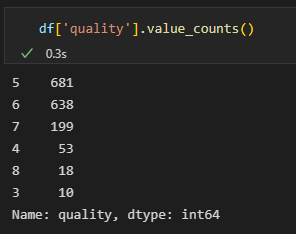 df['quality'].value_counts()
0.3s
5    681
6    638
7    199
4     53
8     18
3     10
Name: quality, dtype: int64